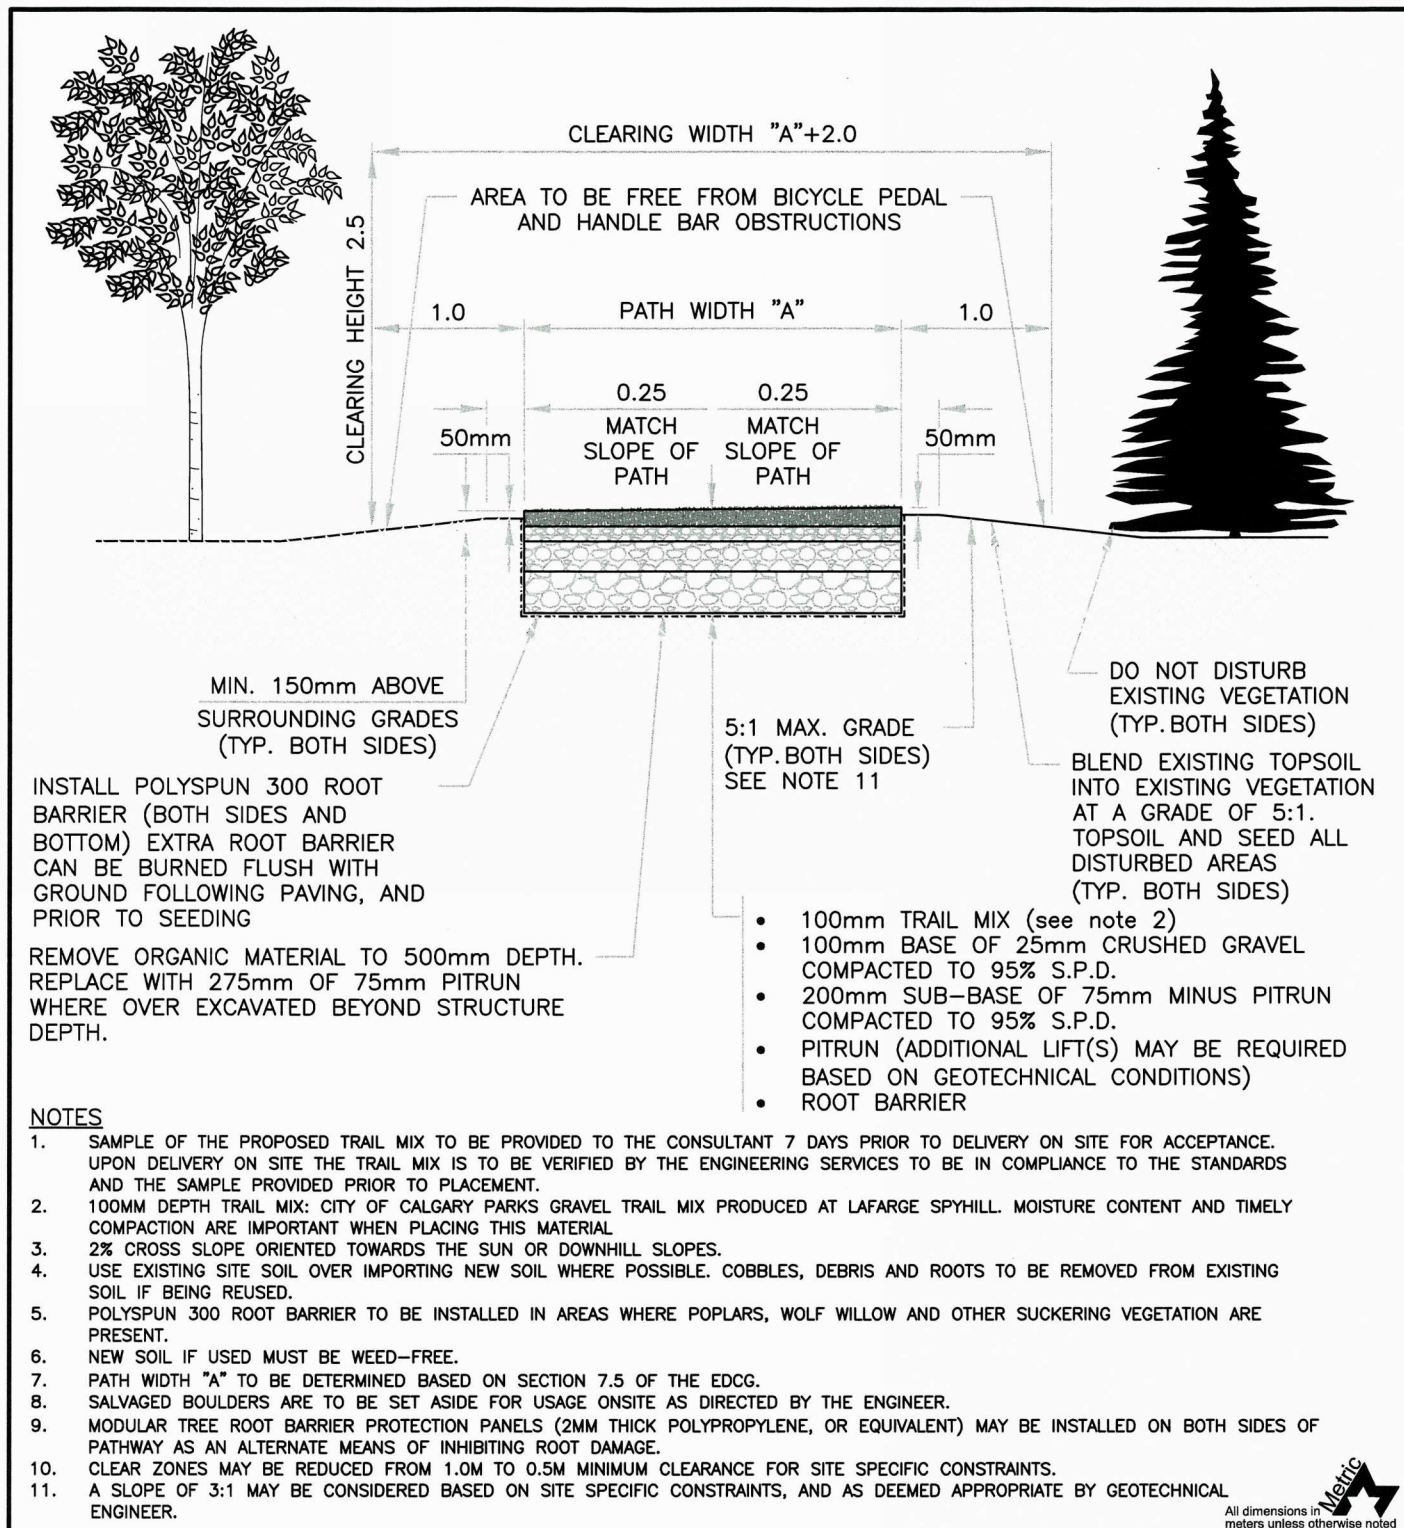 CLEARING WIDTH "A"+2.0
AREA TO BE FREE FROM BICYCLE PEDAL
AND HANDLE BAR OBSTRUCTIONS
CLEARING HEIGHT 2.5
1.0
PATH WIDTH "A"
1.0
0.25
0.25
50mm
MATCH
SLOPE OF
PATH
MATCH
SLOPE OF
PATH
50mm
MIN. 150mm ABOVE
SURROUNDING GRADES
(TYP. BOTH SIDES)
5:1 MAX. GRADE
(TYP. BOTH SIDES)
SEE NOTE 11
DO NOT DISTURB
EXISTING VEGETATION
(TYP. BOTH SIDES)
BLEND EXISTING TOPSOIL
INTO EXISTING VEGETATION
AT A GRADE OF 5:1.
TOPSOIL AND SEED ALL
DISTURBED AREAS
(TYP. BOTH SIDES)
INSTALL POLYSPUN 300 ROOT
BARRIER (BOTH SIDES AND
BOTTOM) EXTRA ROOT BARRIER
CAN BE BURNED FLUSH WITH
GROUND FOLLOWING PAVING, AND
PRIOR TO SEEDING
REMOVE ORGANIC MATERIAL TO 500mm DEPTH.
REPLACE WITH 275mm OF 75mm PITRUN
WHERE OVER EXCAVATED BEYOND STRUCTURE
DEPTH.
• 100mm TRAIL MIX (see note 2)
• 100mm BASE OF 25mm CRUSHED GRAVEL
COMPACTED TO 95% S.P.D.
• 200mm SUB-BASE OF 75mm MINUS PITRUN
COMPACTED TO 95% S.P.D.
• PITRUN (ADDITIONAL LIFT(S) MAY BE REQUIRED
BASED ON GEOTECHNICAL CONDITIONS)
• ROOT BARRIER
NOTES
1. SAMPLE OF THE PROPOSED TRAIL MIX TO BE PROVIDED TO THE CONSULTANT 7 DAYS PRIOR TO DELIVERY ON SITE FOR ACCEPTANCE.
UPON DELIVERY ON SITE THE TRAIL MIX IS TO BE VERIFIED BY THE ENGINEERING SERVICES TO BE IN COMPLIANCE TO THE STANDARDS
AND THE SAMPLE PROVIDED PRIOR TO PLACEMENT.
2. 100MM DEPTH TRAIL MIX: CITY OF CALGARY PARKS GRAVEL TRAIL MIX PRODUCED AT LAFARGE SPYHILL. MOISTURE CONTENT AND TIMELY
COMPACTION ARE IMPORTANT WHEN PLACING THIS MATERIAL
3. 2% CROSS SLOPE ORIENTED TOWARDS THE SUN OR DOWNHILL SLOPES.
4. USE EXISTING SITE SOIL OVER IMPORTING NEW SOIL WHERE POSSIBLE. COBBLES, DEBRIS AND ROOTS TO BE REMOVED FROM EXISTING
SOIL IF BEING REUSED.
5. POLYSPUN 300 ROOT BARRIER TO BE INSTALLED IN AREAS WHERE POPLARS, WOLF WILLOW AND OTHER SUCKERING VEGETATION ARE
PRESENT.
6. NEW SOIL IF USED MUST BE WEED-FREE.
7. PATH WIDTH "A" TO BE DETERMINED BASED ON SECTION 7.5 OF THE EDCG.
8. SALVAGED BOULDERS ARE TO BE SET ASIDE FOR USAGE ONSITE AS DIRECTED BY THE ENGINEER.
9. MODULAR TREE ROOT BARRIER PROTECTION PANELS (2MM THICK POLYPROPYLENE, OR EQUIVALENT) MAY BE INSTALLED ON BOTH SIDES OF
PATHWAY AS AN ALTERNATE MEANS OF INHIBITING ROOT DAMAGE.
10. CLEAR ZONES MAY BE REDUCED FROM 1.0M TO 0.5M MINIMUM CLEARANCE FOR SITE SPECIFIC CONSTRAINTS.
11. A SLOPE OF 3:1 MAY BE CONSIDERED BASED ON SITE SPECIFIC CONSTRAINTS, AND AS DEEMED APPROPRIATE BY GEOTECHNICAL
ENGINEER.
Metric
All dimensions in
meters unless otherwise noted